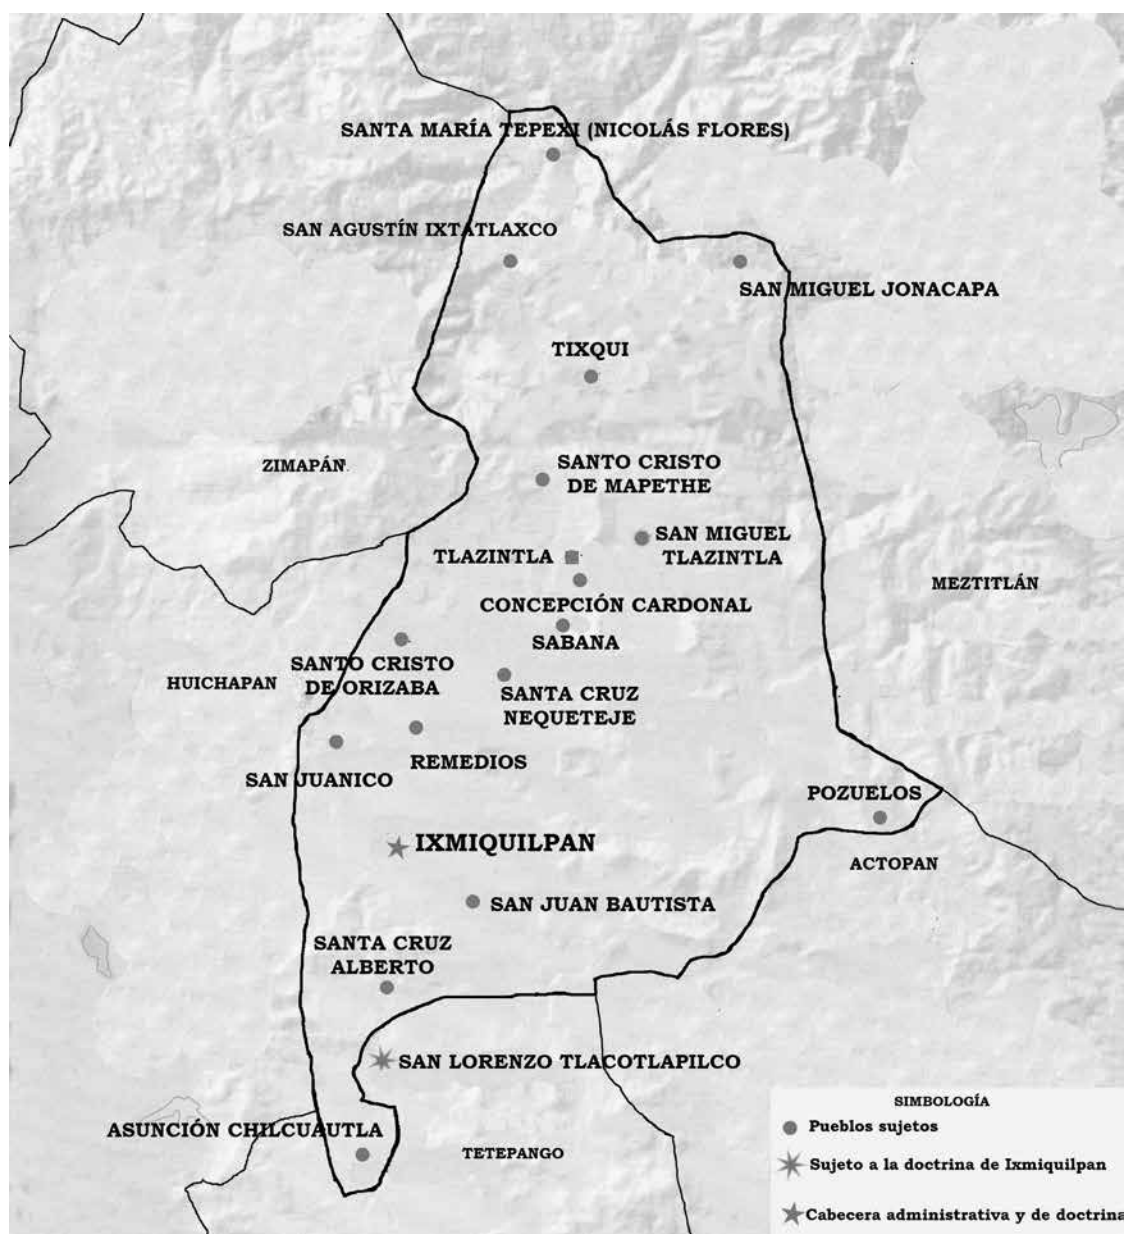 SANTA MARÍA TEPEXI (NICOLÁS FLORES)
SAN AGUSTÍN IXTATLAXCO
SAN MIGUEL JONACAPA
TIXQUI
ZIMAPÁN
SANTO CRISTO
DE MAPETHE
SAN MIGUEL
TLAZINTLA
TLAZINTLA
MEZTITLÁN
CONCEPCIÓN CARDONAL
SABANA
SANTO CRISTO
DE ORIZABA
HUICHAPAN
SANTA CRUZ
NEQUETEJE
REMEDIOS
SAN JUANICO
POZUELOS
IXMIQUILPAN
ACTOPAN
SAN JUAN BAUTISTA
SANTA CRUZ
ALBERTO
SAN LORENZO TLACOTLAPILCO
ASUNCIÓN CHILCUAUTLA
TETEPANGO
SIMBOLOGÍA
Pueblos sujetos
Sujeto a la doctrina de Ixmiquilpan
Cabecera administrativa y de doctrina